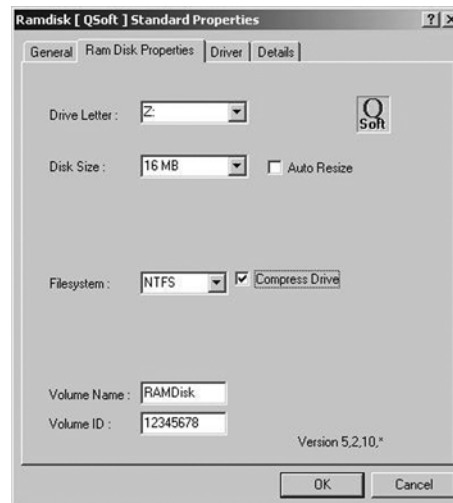 Ramdisk [ QSoft ] Standard Properties
General Ram Disk Properties Driver Details
Drive Letter : Z:
Q Soft
Disk Size : 16 MB Auto Resize
Filesystem : NTFS Compress Drive
Volume Name : RAMDisk
Volume ID : 12345678
Version 5,2,10,*
OK Cancel